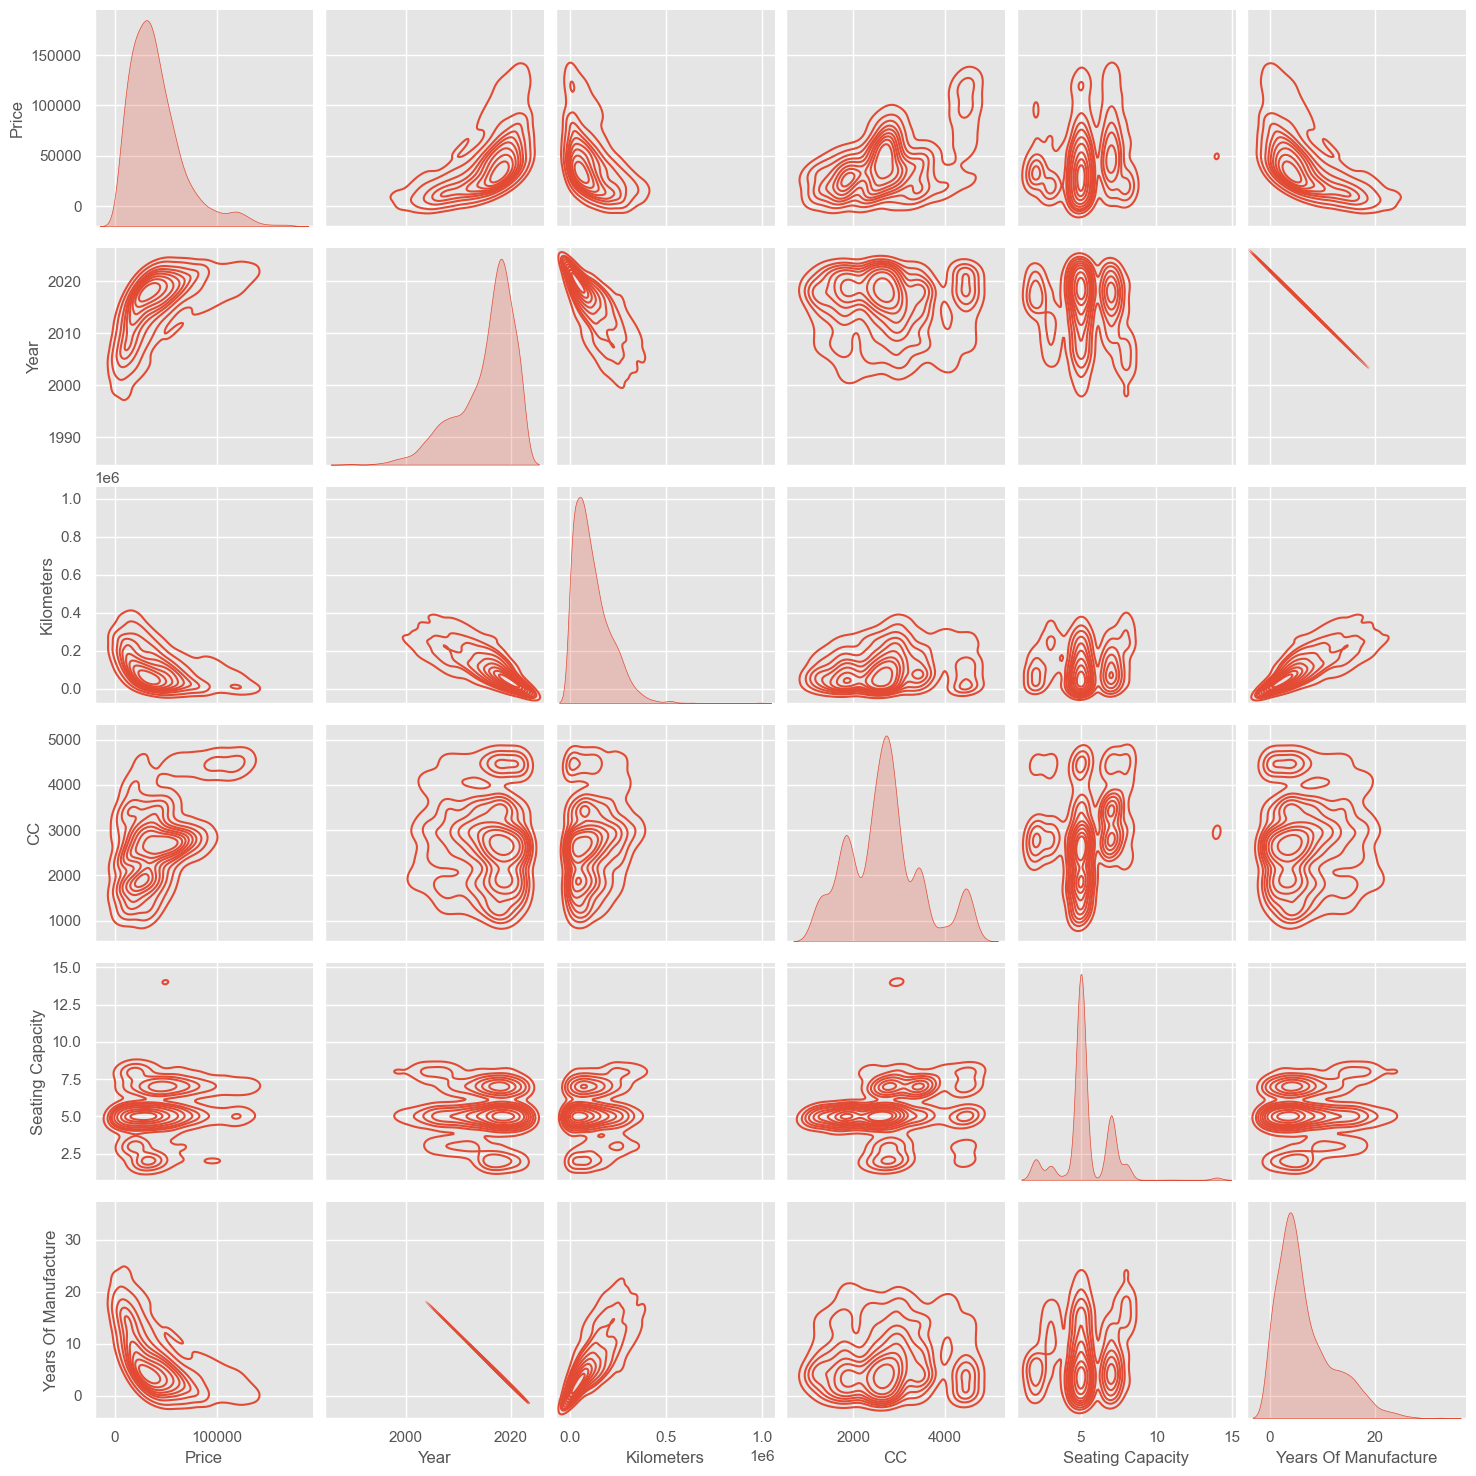 150000
100000
50000
0
Price
2020
2010
2000
1990
Year
1e6
1.0
0.8
0.6
0.4
0.2
0.0
Kilometers
5000
4000
3000
2000
1000
CC
15.0
12.5
10.0
7.5
5.0
2.5
Seating Capacity
30
20
10
0
Years Of Manufacture
0 100000
2000 2020
0.0 1.0
1e6
2000 4000
5 10 15
0 20
Price
Year
Kilometers
CC
Seating Capacity
Years Of Manufacture